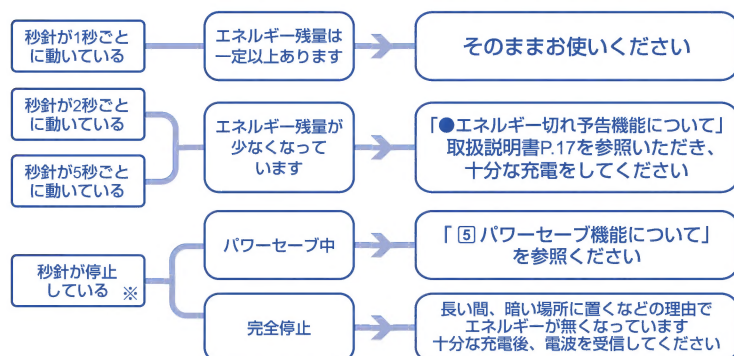 秒針が1秒ごと
に動いている
エネルギー残量は
一定以上あります
そのままお使いください
秒針が2秒ごと
に動いている
秒針が5秒ごと
に動いている
エネルギー残量が
少なくなって
います
「●エネルギー切れ予告機能について」
取扱説明書P.17を参照いただき、
十分な充電をしてください
秒針が停止
している ※
パワーセーブ中
「 5 パワーセーブ機能について」
を参照ください
完全停止
長い間、暗い場所に置くなどの理由で
エネルギーが無くなっています
十分な充電後、電波を受信してください